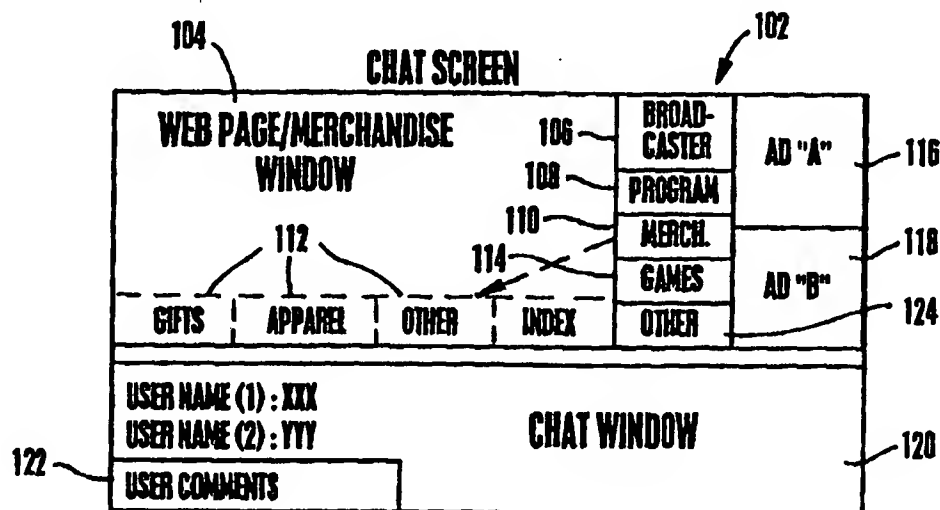 104
102
CHAT SCREEN
WEB PAGE/MERCHANDISE
WINDOW
106
BROAD-
CASTER
AD "A"
116
108
PROGRAM
110
MERCH.
118
112
114
GAMES
AD "B"
GIFTS
APPAREL
OTHER
INDEX
OTHER
124
USER NAME (1) : XXX
USER NAME (2) : YYY
CHAT WINDOW
120
122
USER COMMENTS